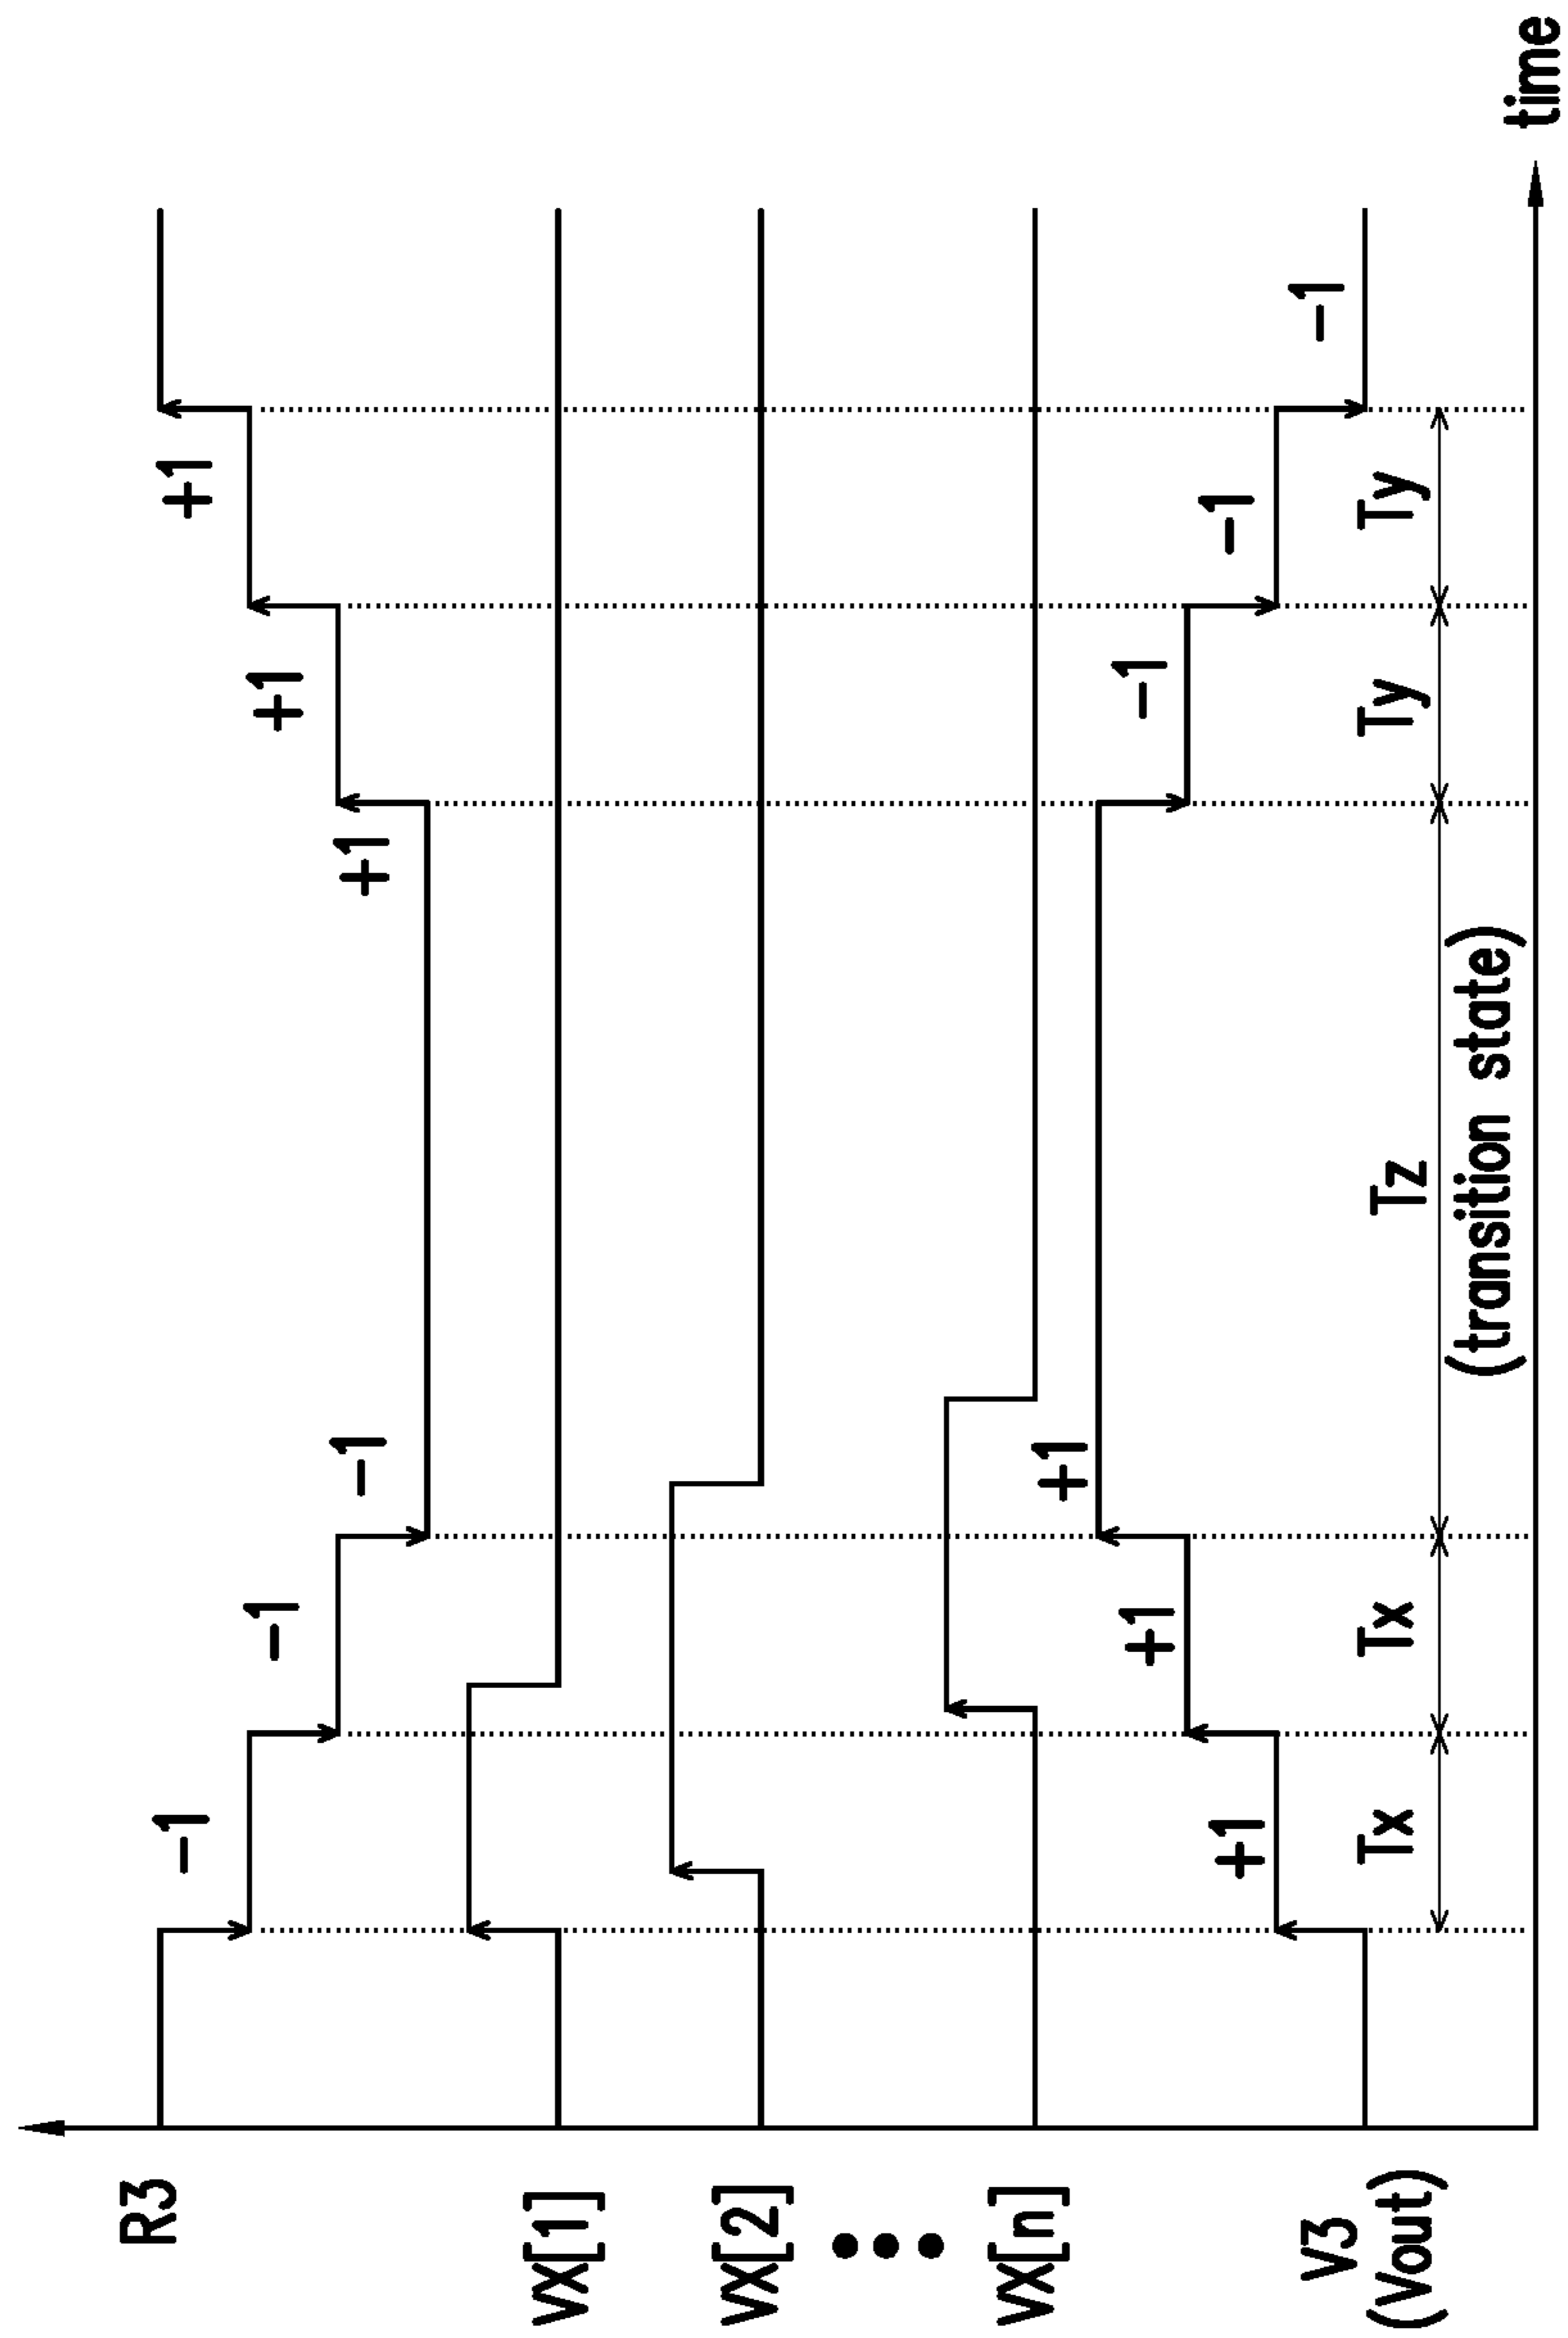 R3
-1
-1
-1
+1
+1
+1
VX[1]
VX[2]
VX[n]
V3
(Vout)
+1
+1
+1
-1
-1
-1
Tx
Tx
Tz
(transition state)
Ty
Ty
time